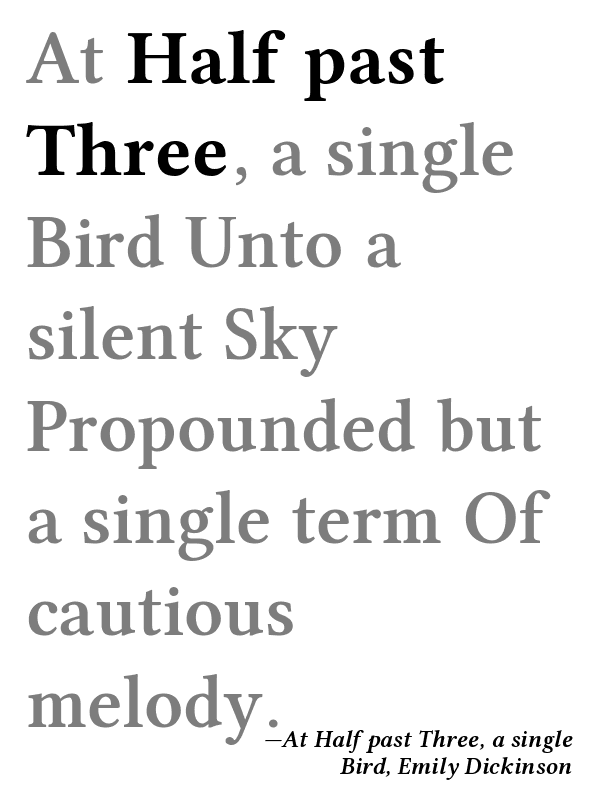 At Half past
Three, a single
Bird Unto a
silent Sky
Propounded but
a single term Of
cautious
melody.
—At Half past Three, a single
Bird, Emily Dickinson